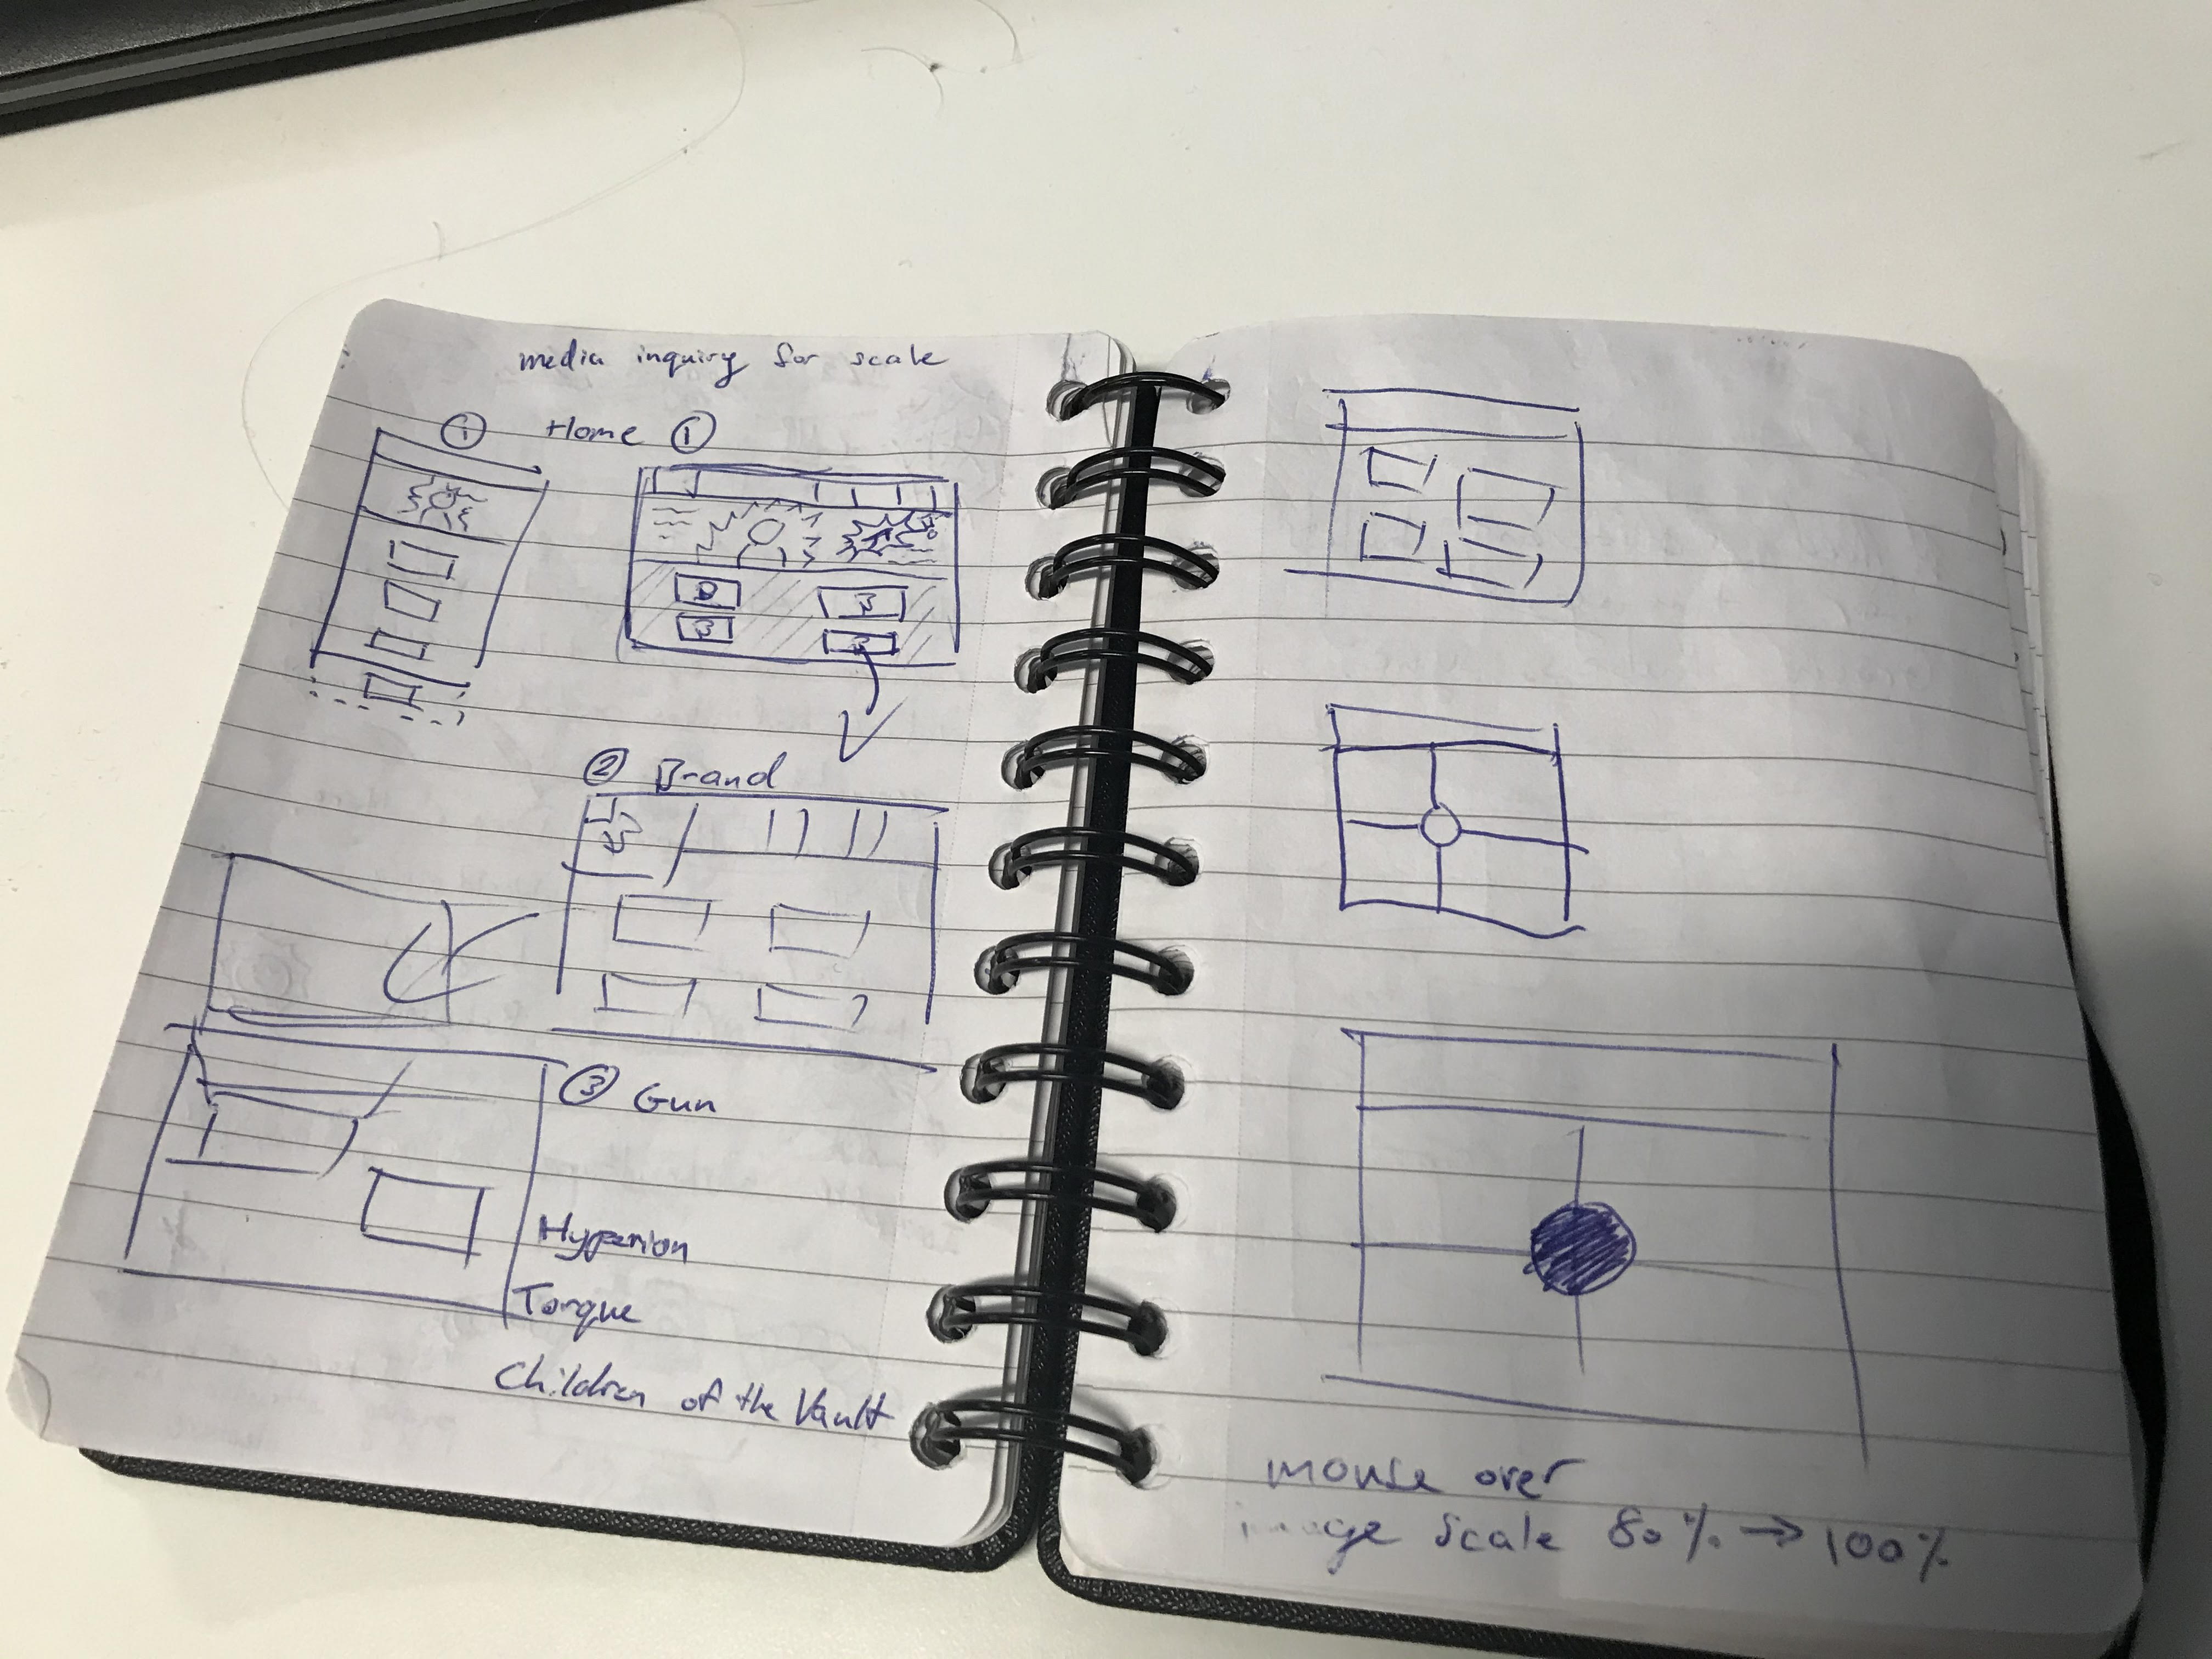 media inquiry for scale
① Home ①
B
B
B
B
② Brand
③ Gun
Hyperion
Torque
Children of the Vault
mouse over
image scale 80% → 100%